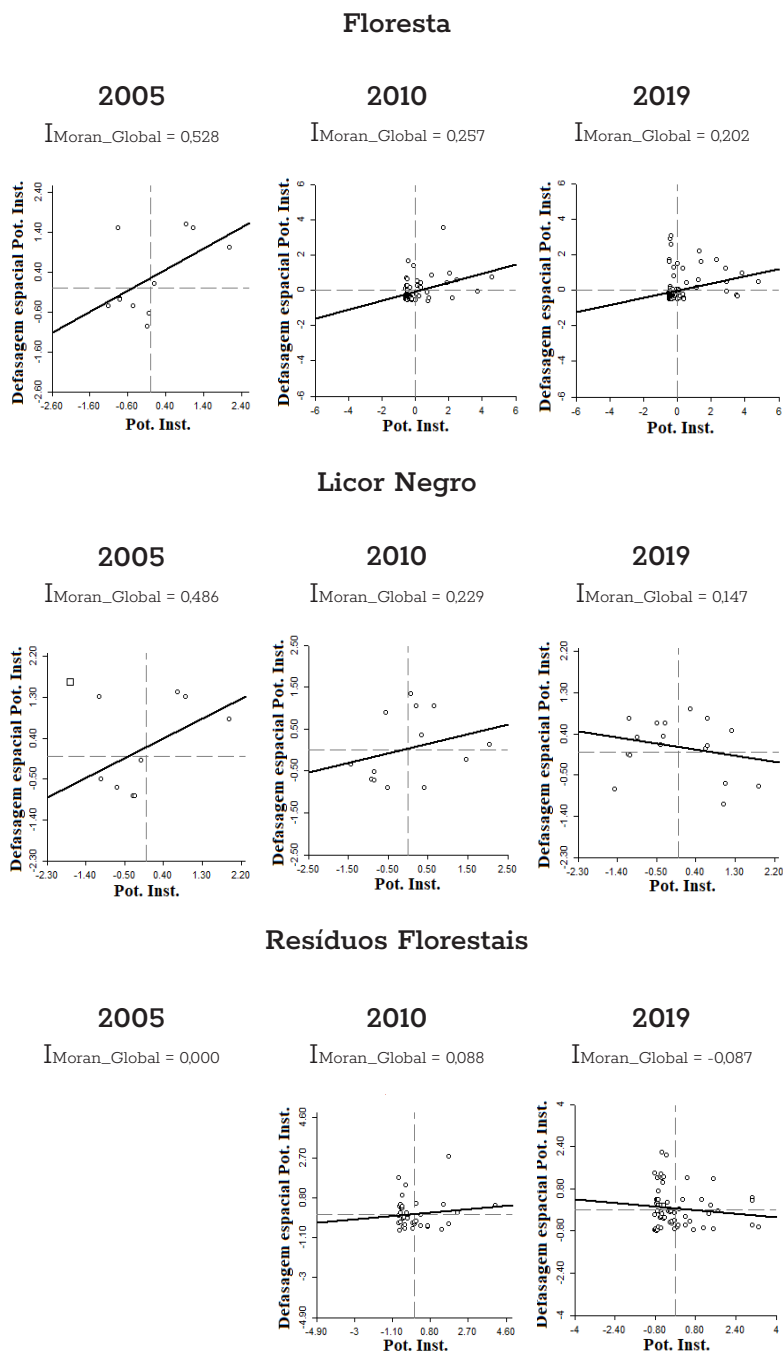 Floresta
2005 2010 2019
IMoran_Global = 0,528 IMoran_Global = 0,257 IMoran_Global = 0,202
Defasagem espacial Pot. Inst.
-2.60 -1.60 -0.60 0.40 1.40 2.40
-2.60 -1.60 -0.60 0.40 1.40 2.40
Pot. Inst.
Defasagem espacial Pot. Inst.
-6 -4 -2 0 2 4 6
-6 -4 -2 0 2 4 6
Pot. Inst.
Defasagem espacial Pot. Inst.
-6 -4 -2 0 2 4 6
-6 -4 -2 0 2 4 6
Pot. Inst.
Licor Negro
2005 2010 2019
IMoran_Global = 0,486 IMoran_Global = 0,229 IMoran_Global = 0,147
Defasagem espacial Pot. Inst.
-2.30 -1.40 -0.50 0.40 1.30 2.20
-2.30 -1.40 -0.50 0.40 1.30 2.20
Pot. Inst.
Defasagem espacial Pot. Inst.
-2.50 -1.50 -0.50 0.50 1.50 2.50
-2.50 -1.50 -0.50 0.50 1.50 2.50
Pot. Inst.
Defasagem espacial Pot. Inst.
-2.30 -1.40 -0.50 0.40 1.30 2.20
-2.30 -1.40 -0.50 0.40 1.30 2.20
Pot. Inst.
Resíduos Florestais
2005 2010 2019
IMoran_Global = 0,000 IMoran_Global = 0,088 IMoran_Global = -0,087
Defasagem espacial Pot. Inst.
-4.90 -3 -1.10 0.80 2.70 4.60
-4.90 -3 -1.10 0.80 2.70 4.60
Pot. Inst.
Defasagem espacial Pot. Inst.
-4 -2.40 -0.80 0.80 2.40 4
-4 -2.40 -0.80 0.80 2.40 4
Pot. Inst.